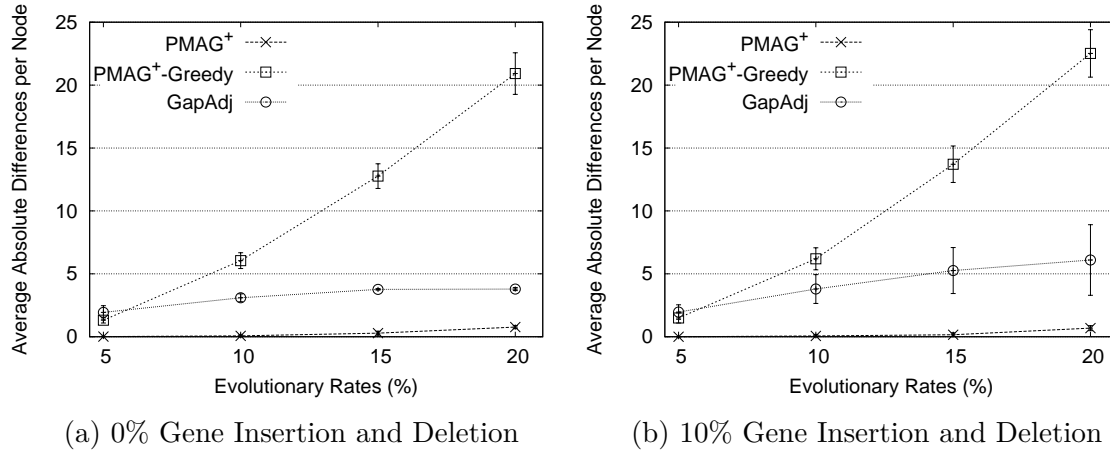 Average Absolute Differences per Node
25
20
15
10
5
0
PMAG+
PMAG+-Greedy
GapAdj
5 10 15 20
Evolutionary Rates (%)
(a) 0% Gene Insertion and Deletion
Average Absolute Differences per Node
25
20
15
10
5
0
PMAG+
PMAG+-Greedy
GapAdj
5 10 15 20
Evolutionary Rates (%)
(b) 10% Gene Insertion and Deletion